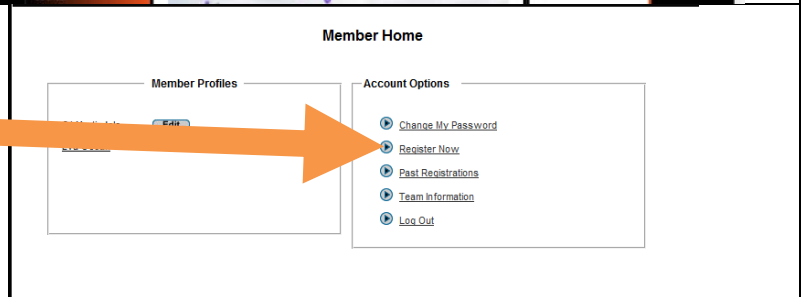 Member Home
Member Profiles
Edit
Account Options
Change My Password
Register Now
Past Registrations
Team Information
Log Out